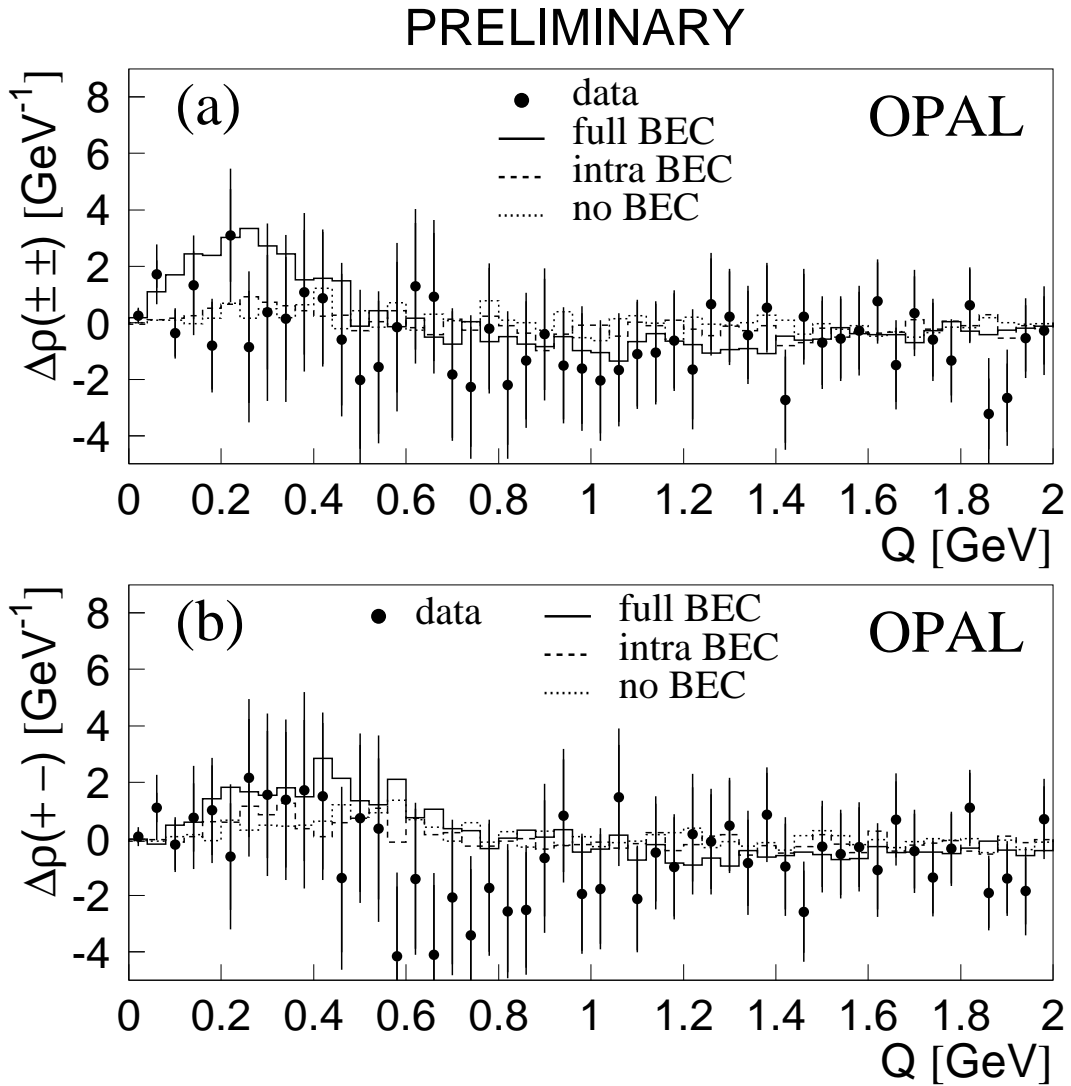 PRELIMINARY
Δρ(± ±) [GeV⁻¹]
(a)
data
full BEC
intra BEC
no BEC
OPAL
8
6
4
2
0
-2
-4
0 0.2 0.4 0.6 0.8 1 1.2 1.4 1.6 1.8 2
Q [GeV]
Δρ(+ −) [GeV⁻¹]
(b)
data
full BEC
intra BEC
no BEC
OPAL
8
6
4
2
0
-2
-4
0 0.2 0.4 0.6 0.8 1 1.2 1.4 1.6 1.8 2
Q [GeV]